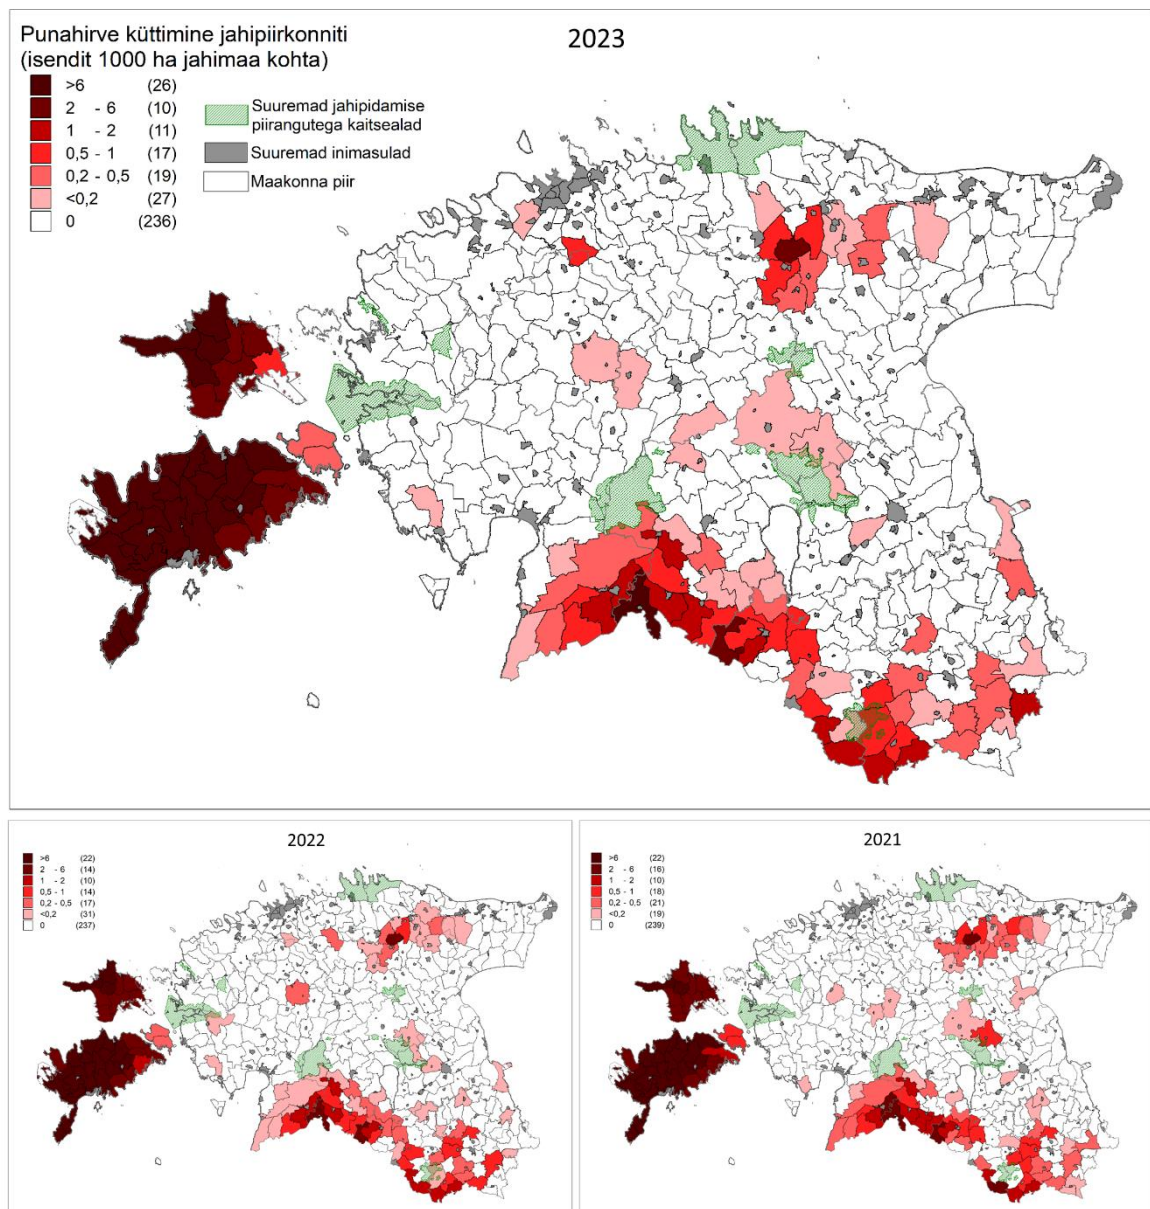 Punahirve küttimine jahipiirkonniti
(isendit 1000 ha jahimaa kohta)
2023
>6 (26)
2 - 6 (10)
1 - 2 (11)
0,5 - 1 (17)
0,2 - 0,5 (19)
<0,2 (27)
0 (236)
Suuremad jahipidamise
piirangutega kaitsealad
Suuremad inimasulad
Maakonna piir
2022
>6 (22)
2 - 6 (14)
1 - 2 (10)
0,5 - 1 (14)
0,2 - 0,5 (17)
<0,2 (31)
0 (237)
2021
>6 (22)
2 - 6 (16)
1 - 2 (10)
0,5 - 1 (18)
0,2 - 0,5 (21)
<0,2 (19)
0 (239)